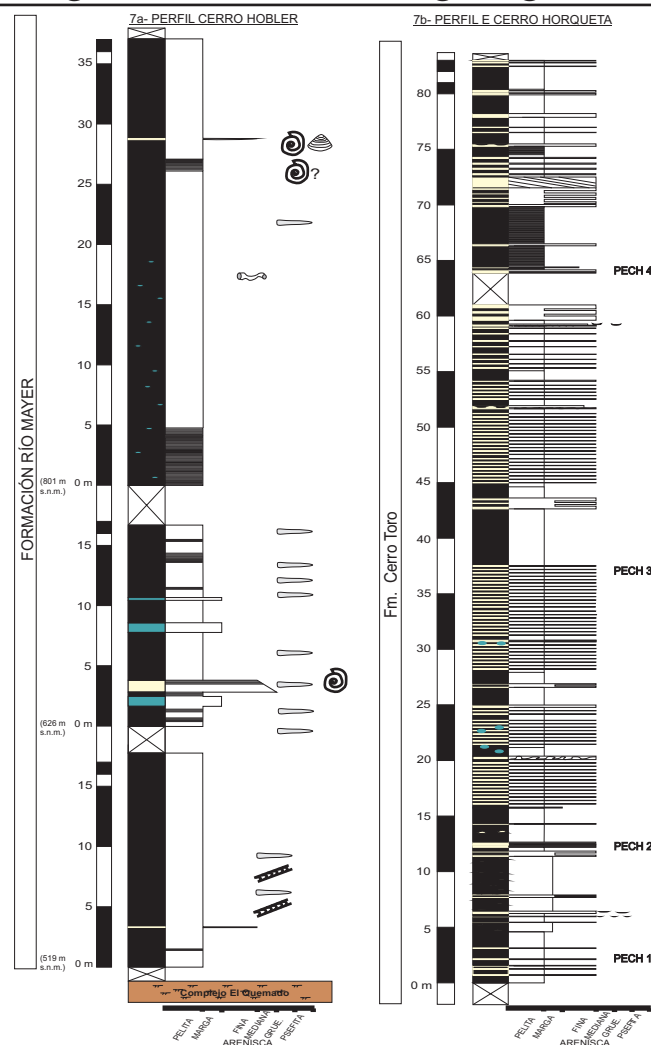 7a- PERFIL CERRO HOBLER
35
30
25
20
15
10
5
(801 m s.n.m.) 0 m
15
10
5
(626 m s.n.m.) 0 m
15
10
5
(519 m s.n.m.) 0 m
?
FORMACIÓN RÍO MAYER
Complejo El Quemado
PELITA
MARGA
FINA
MEDIANA
GRUE.
PSEFITA
ARENISCA
7b- PERFIL E CERRO HORQUETA
80
75
70
65
60
55
50
45
40
35
30
25
20
15
10
5
0 m
Fm. Cerro Toro
PECH 4
PECH 3
PECH 2
PECH 1
PELITA
MARGA
FINA
MEDIANA
GRUE.
PSEFITA
ARENISCA